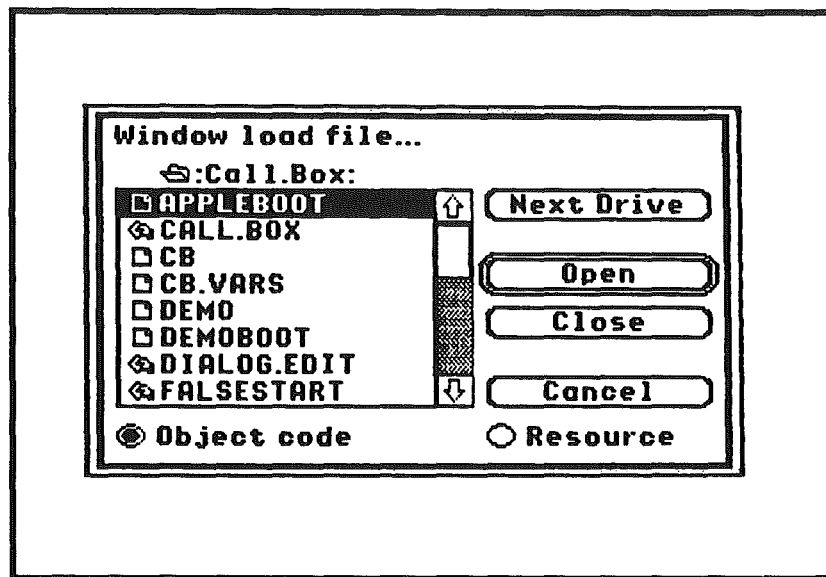 Window load file...
:Call.Box:
APPLEBOOT
CALL.BOX
CB
CB.VARS
DEMO
DEMOBOOT
DIALOG.EDIT
FALSESTART
Next Drive
Open
Close
Cancel
Object code
Resource